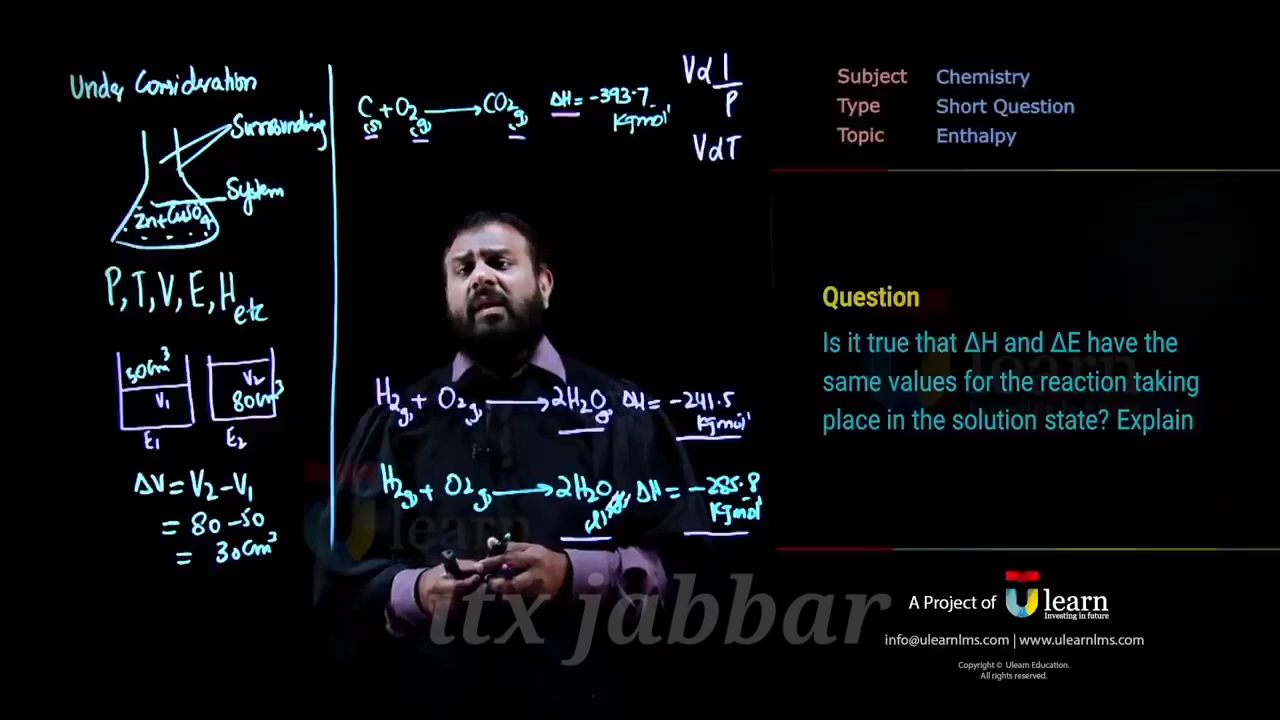 Under Consideration
Surrounding
System
Zn+CuSO4
P, T, V, E, H etc
50cm³
V₁
E₁
V₂
80cm³
E₂
ΔV = V₂ - V₁
= 80 - 50
= 30cm³
C(s) + O₂(g) → CO₂(g) ΔH = -393.7 KJmol⁻¹
V α 1/P
V α T
H₂(g) + O₂(g) → 2H₂O(g) ΔH = -241.5 KJmol⁻¹
H₂(g) + O₂(g) → 2H₂O ΔH = -285.8 KJmol⁻¹
Subject Chemistry
Type Short Question
Topic Enthalpy
Question
Is it true that ΔH and ΔE have the
same values for the reaction taking
place in the solution state? Explain
A Project of Ulearn
Investing in future
info@ulearnlms.com | www.ulearnlms.com
Copyright © Ulearn Education.
All rights reserved.
Ulearn
itx jabbar